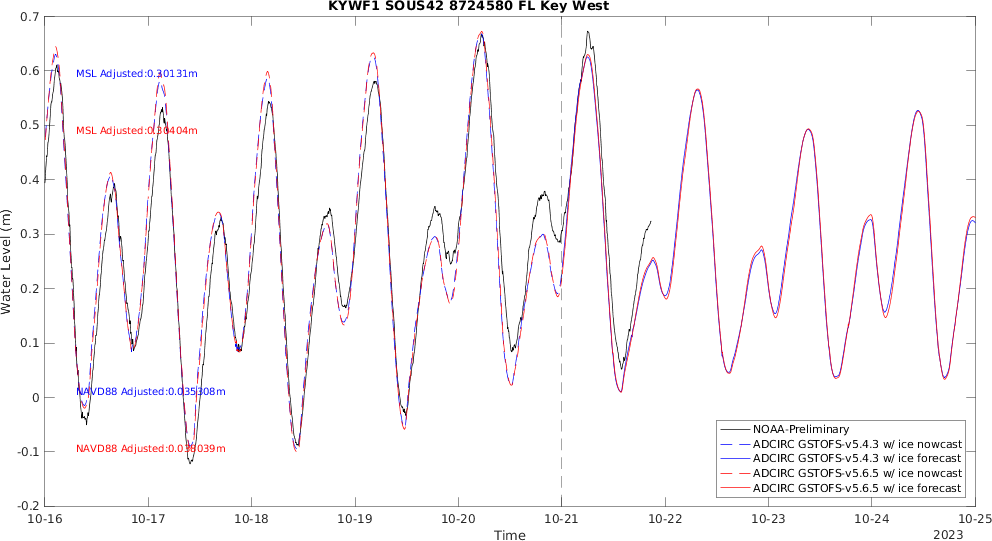 KYWF1 SOUS42 8724580 FL Key West
0.7
0.6
0.5
0.4
0.3
0.2
0.1
0
-0.1
-0.2
Water Level (m)
MSL Adjusted:0.30131m
MSL Adjusted:0.30404m
NAVD88 Adjusted:0.035308m
NAVD88 Adjusted:0.038039m
NOAA-Preliminary
ADCIRC GSTOFS-v5.4.3 w/ ice nowcast
ADCIRC GSTOFS-v5.4.3 w/ ice forecast
ADCIRC GSTOFS-v5.6.5 w/ ice nowcast
ADCIRC GSTOFS-v5.6.5 w/ ice forecast
10-16 10-17 10-18 10-19 10-20 10-21 10-22 10-23 10-24 10-25
Time
2023